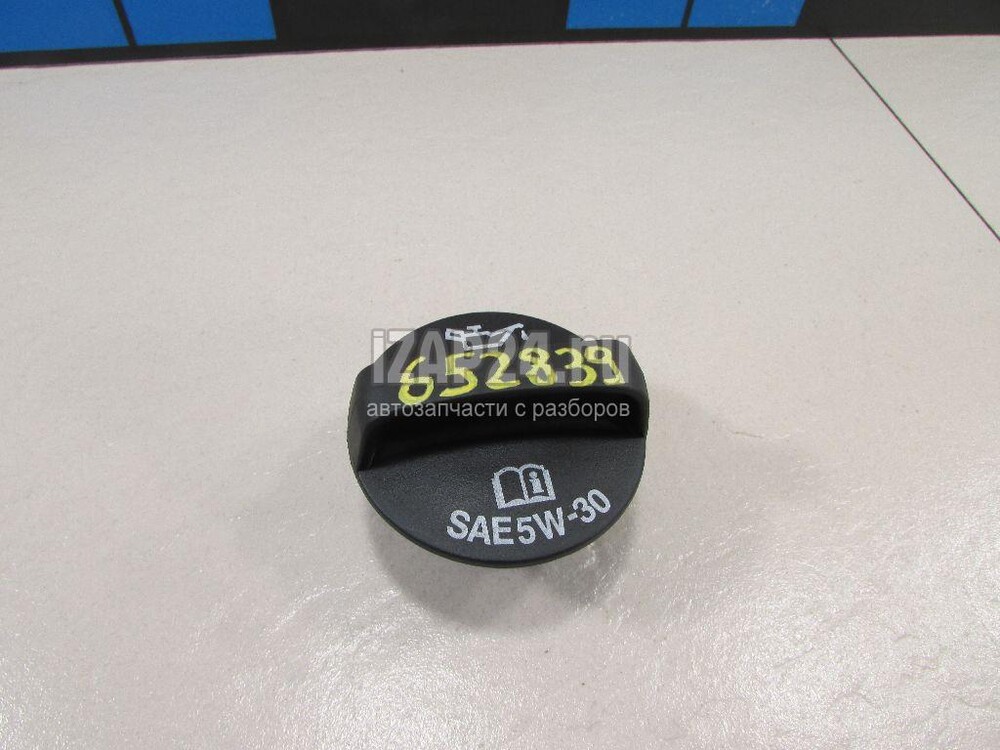 iZAP24.ru
652839
автозапчасти с разборов
SAE5W-30